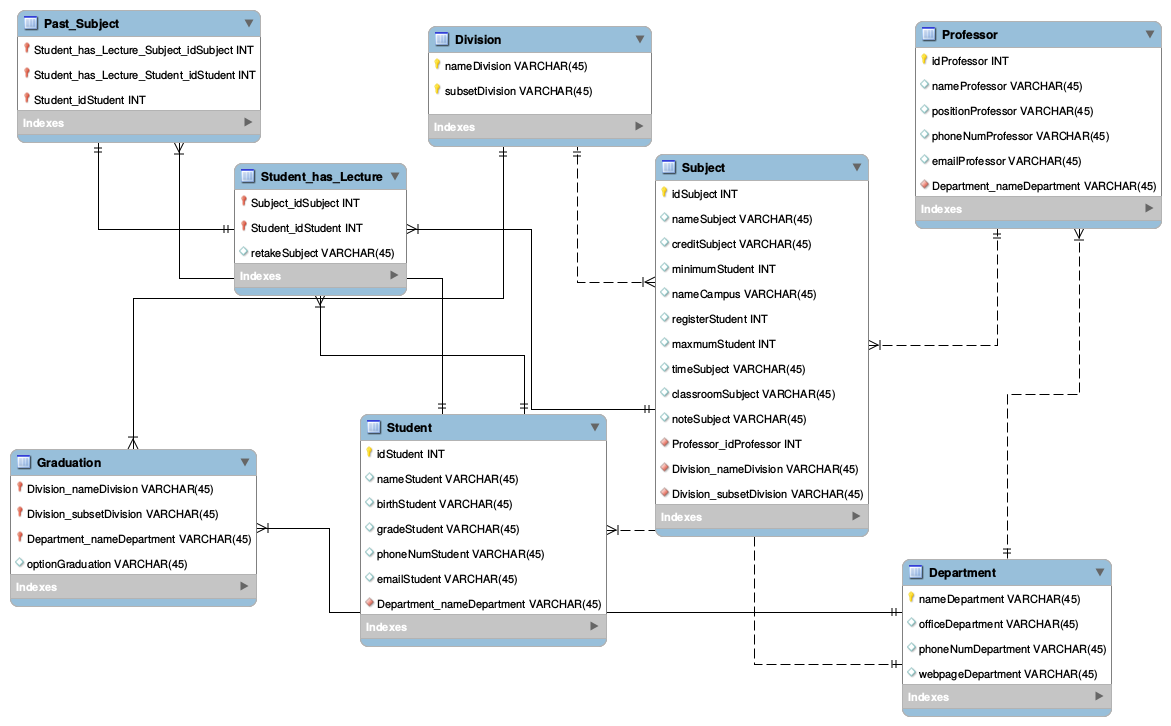 Past_Subject
Student_has_Lecture_Subject_idSubject INT
Student_has_Lecture_Student_idStudent INT
Student_idStudent INT
Indexes
Division
nameDivision VARCHAR(45)
subsetDivision VARCHAR(45)
Indexes
Professor
idProfessor INT
nameProfessor VARCHAR(45)
positionProfessor VARCHAR(45)
phoneNumProfessor VARCHAR(45)
emailProfessor VARCHAR(45)
Department_nameDepartment VARCHAR(45)
Indexes
Student_has_Lecture
Subject_idSubject INT
Student_idStudent INT
retakeSubject VARCHAR(45)
Indexes
Subject
idSubject INT
nameSubject VARCHAR(45)
creditSubject VARCHAR(45)
minimumStudent INT
nameCampus VARCHAR(45)
registerStudent INT
maxmumStudent INT
timeSubject VARCHAR(45)
classroomSubject VARCHAR(45)
noteSubject VARCHAR(45)
Professor_idProfessor INT
Division_nameDivision VARCHAR(45)
Division_subsetDivision VARCHAR(45)
Indexes
Graduation
Division_nameDivision VARCHAR(45)
Division_subsetDivision VARCHAR(45)
Department_nameDepartment VARCHAR(45)
optionGraduation VARCHAR(45)
Indexes
Student
idStudent INT
nameStudent VARCHAR(45)
birthStudent VARCHAR(45)
gradeStudent VARCHAR(45)
phoneNumStudent VARCHAR(45)
emailStudent VARCHAR(45)
Department_nameDepartment VARCHAR(45)
Indexes
Department
nameDepartment VARCHAR(45)
officeDepartment VARCHAR(45)
phoneNumDepartment VARCHAR(45)
webpageDepartment VARCHAR(45)
Indexes